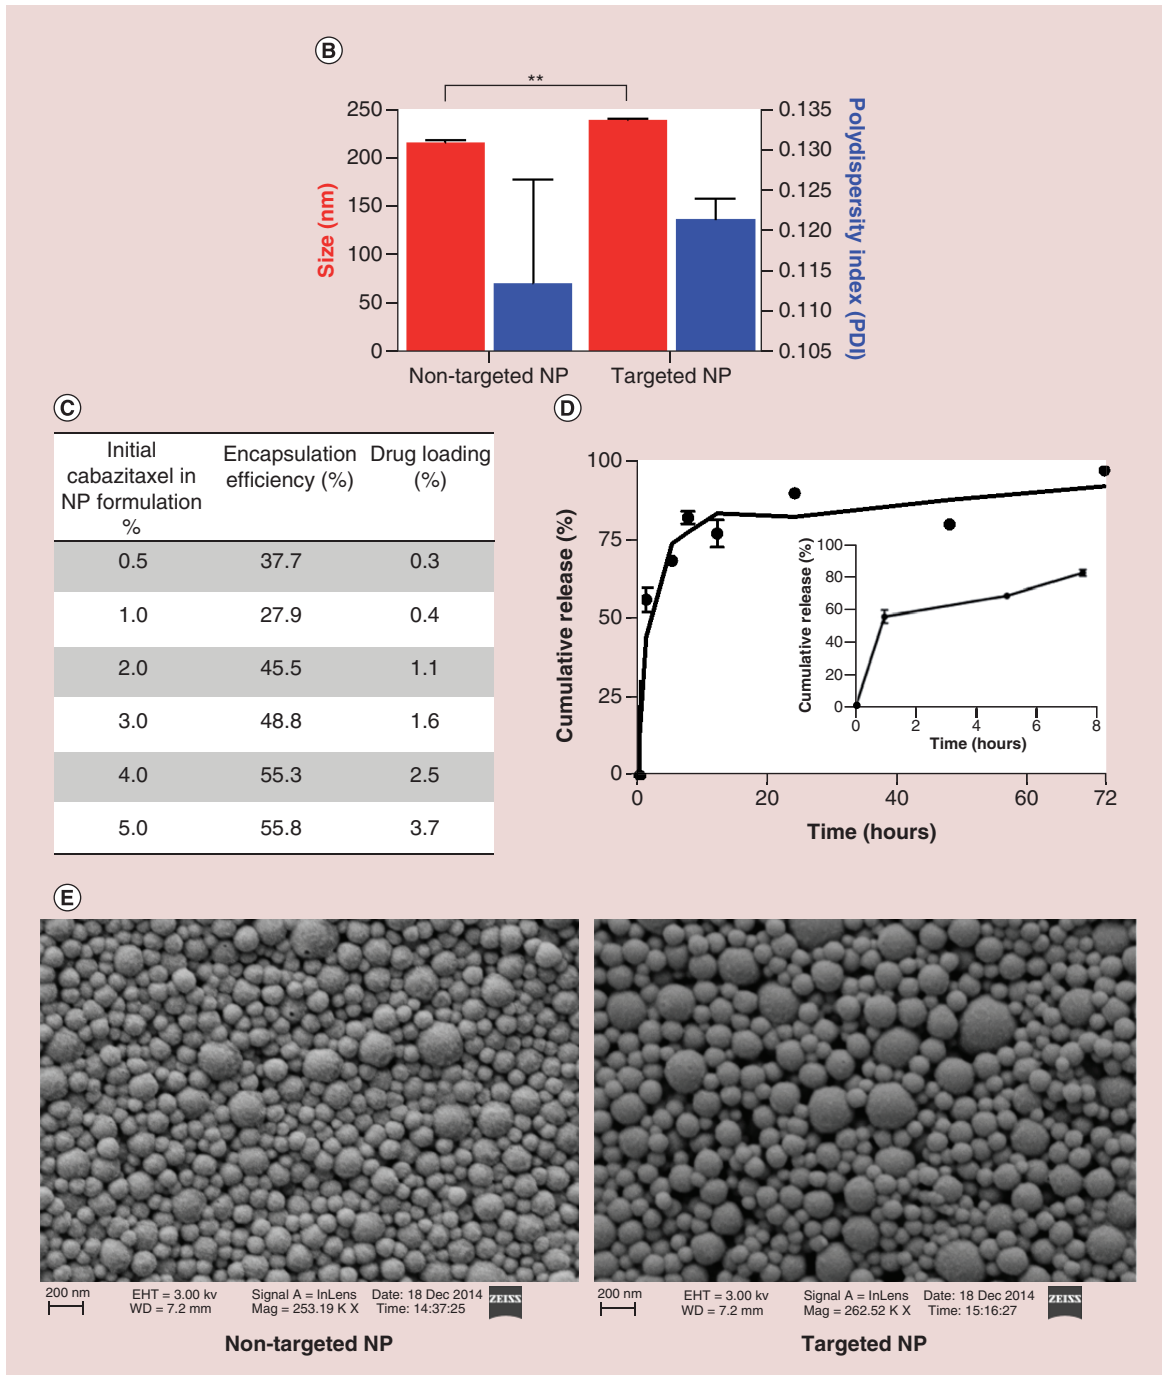 B
**
250
200
150
100
50
0
Size (nm)
0.135
0.130
0.125
0.120
0.115
0.110
0.105
Polydispersity index (PDI)
Non-targeted NP
Targeted NP
C
Initial
cabazitaxel in
NP formulation
%
Encapsulation
efficiency (%)
Drug loading
(%)
0.5 37.7 0.3
1.0 27.9 0.4
2.0 45.5 1.1
3.0 48.8 1.6
4.0 55.3 2.5
5.0 55.8 3.7
D
100
75
50
25
0
Cumulative release (%)
0 20 40 60 72
Time (hours)
100
80
60
40
20
0
Cumulative release (%)
0 2 4 6 8
Time (hours)
E
200 nm
EHT = 3.00 kv
WD = 7.2 mm
Signal A = InLens
Mag = 253.19 K X
Date: 18 Dec 2014
Time: 14:37:25
ZEISS
Non-targeted NP
200 nm
EHT = 3.00 kv
WD = 7.2 mm
Signal A = InLens
Mag = 262.52 K X
Date: 18 Dec 2014
Time: 15:16:27
ZEISS
Targeted NP